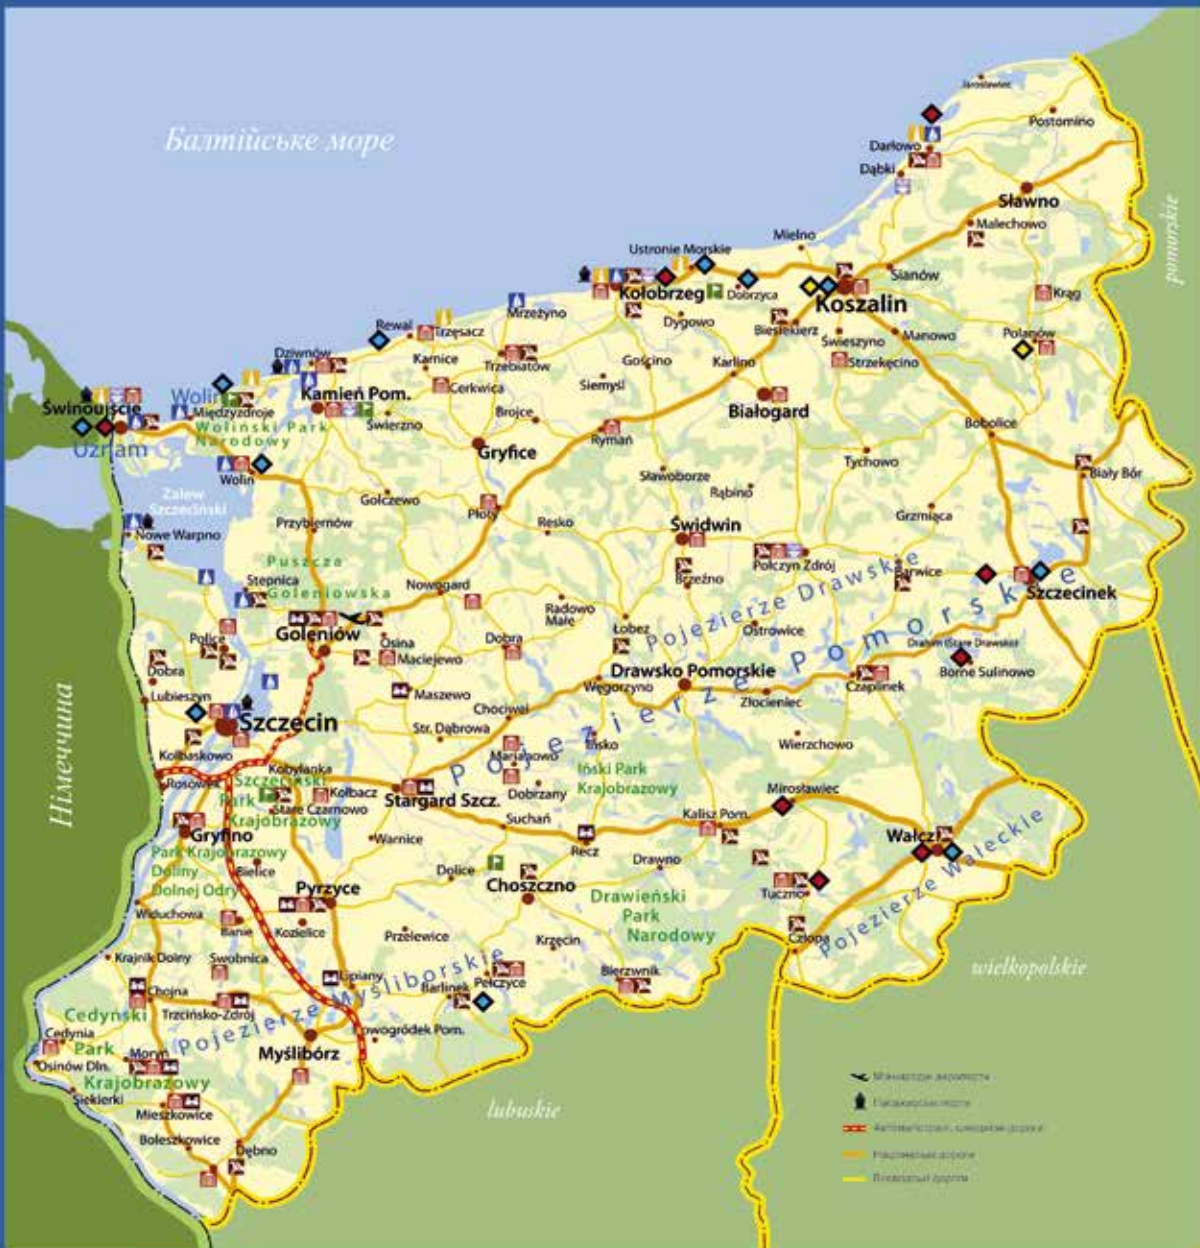 Балтійське море
Jarosławiec
Postomino
Darłowo
Dąbki
Sławno
Malechowo
pomorskie
Mielno
Ustronie Morskie
Sianów
Kołobrzeg
Dobrzyca
Koszalin
Krąg
Mrzeżyno
Dygowo
Biesiekierz
Manowo
Polanów
Świeszyno
Rewal
Trzęsacz
Strzekęcino
Dziwnów
Karnice
Trzebiatów
Gościno
Karlino
Kamień Pom.
Cerkwica
Siemyśl
Białogard
Świnoujście
Wolin
Międzyzdroje
Świerzno
Brojce
Rymań
Bobolice
Woliński Park
Narodowy
Uznam
Gryfice
Tychowo
Biały Bór
Wolin
Zalew
Szczeciński
Golczewo
Sławoborze
Rąbino
Płoty
Grzmiąca
Nowe Warpno
Przybiernów
Resko
Świdwin
Połczyn Zdrój
Puszcza
Goleniowska
Stepnica
Nowogard
Brzeżno
Barwice
Szczecinek
Radowo
Małe
Pojezierze Drawskie
Police
Goleniów
Osina
Dobra
Łobez
Ostrowice
Drahim (Stare Drawsko)
Maciejewo
Dobra
Drawsko Pomorskie
Borne Sulinowo
Lubieszyn
Maszewo
Węgorzyno
Czaplinek
Złocieniec
Szczecin
Chociwel
Str. Dąbrowa
Pojezierze Pomorskie
Німеччина
Kołbaskowo
Marianowo
Ińsko
Wierzchowo
Rosówek
Kobylanka
Iński Park
Krajobrazowy
Szczeciński
Park
Krajobrazowy
Kołbacz
Stargard Szcz.
Dobrzany
Mirosławiec
Stare Czarnowo
Suchań
Kalisz Pom.
Gryfino
Warnice
Recz
Wałcz
Park Krajobrazowy
Doliny
Dolnej Odry
Bielice
Dolice
Drawno
Pojezierze Wałeckie
Pyrzyce
Choszczno
Tuczno
Drawieński
Park
Narodowy
Widuchowa
Banie
Kozielice
Przelewice
Krzęcin
Człopa
Krajnik Dolny
Swobnica
wielkopolskie
Lipiany
Barlinek
Pełczyce
Bierzwnik
Chojna
Trzcińsko-Zdrój
Pojezierze Myśliborskie
Cedyński
Park
Krajobrazowy
Cedynia
Nowogródek Pom.
Moryń
Myślibórz
Osinów Dln.
Siekierki
Mieszkowice
lubuskie
Boleszkowice
Dębno